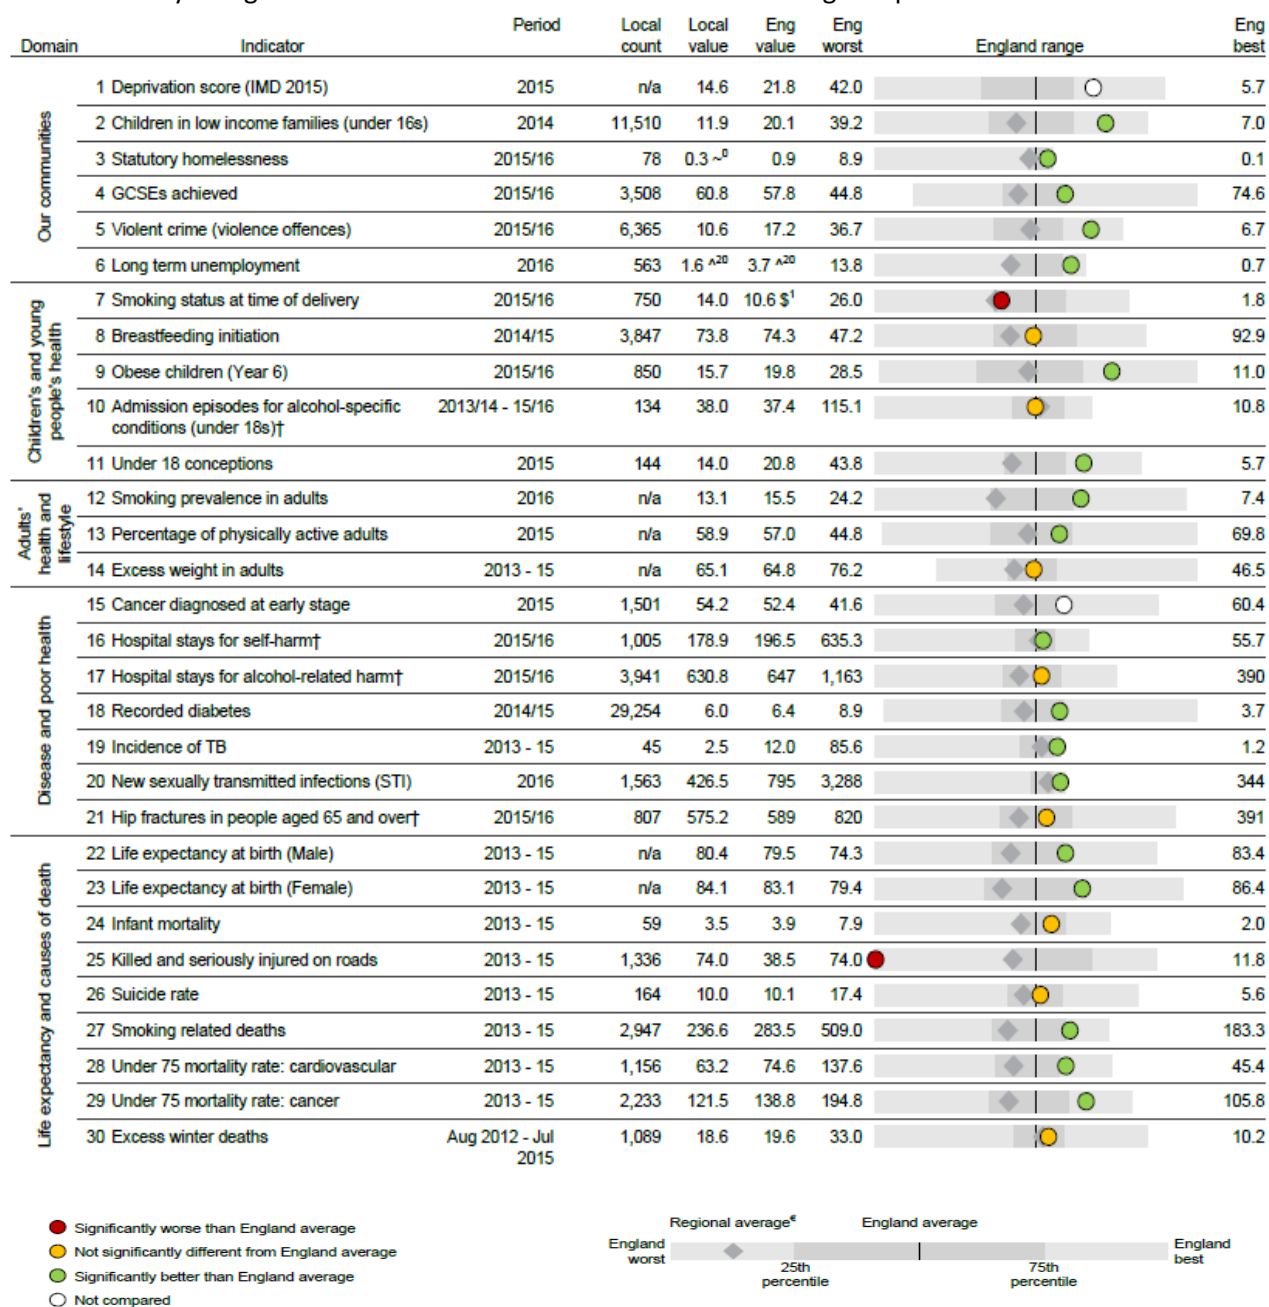 Domain Indicator Period Local count Local value Eng value Eng worst England range Eng best
Our communities
1 Deprivation score (IMD 2015) 2015 n/a 14.6 21.8 42.0 5.7
2 Children in low income families (under 16s) 2014 11,510 11.9 20.1 39.2 7.0
3 Statutory homelessness 2015/16 78 0.3 ~⁰ 0.9 8.9 0.1
4 GCSEs achieved 2015/16 3,508 60.8 57.8 44.8 74.6
5 Violent crime (violence offences) 2015/16 6,365 10.6 17.2 36.7 6.7
6 Long term unemployment 2016 563 1.6 ^²⁰ 3.7 ^²⁰ 13.8 0.7
Children's and young people's health
7 Smoking status at time of delivery 2015/16 750 14.0 10.6 $¹ 26.0 1.8
8 Breastfeeding initiation 2014/15 3,847 73.8 74.3 47.2 92.9
9 Obese children (Year 6) 2015/16 850 15.7 19.8 28.5 11.0
10 Admission episodes for alcohol-specific 2013/14 - 15/16 134 38.0 37.4 115.1 10.8
conditions (under 18s)†
11 Under 18 conceptions 2015 144 14.0 20.8 43.8 5.7
Adults' health and lifestyle
12 Smoking prevalence in adults 2016 n/a 13.1 15.5 24.2 7.4
13 Percentage of physically active adults 2015 n/a 58.9 57.0 44.8 69.8
14 Excess weight in adults 2013 - 15 n/a 65.1 64.8 76.2 46.5
Disease and poor health
15 Cancer diagnosed at early stage 2015 1,501 54.2 52.4 41.6 60.4
16 Hospital stays for self-harm† 2015/16 1,005 178.9 196.5 635.3 55.7
17 Hospital stays for alcohol-related harm† 2015/16 3,941 630.8 647 1,163 390
18 Recorded diabetes 2014/15 29,254 6.0 6.4 8.9 3.7
19 Incidence of TB 2013 - 15 45 2.5 12.0 85.6 1.2
20 New sexually transmitted infections (STI) 2016 1,563 426.5 795 3,288 344
21 Hip fractures in people aged 65 and over† 2015/16 807 575.2 589 820 391
Life expectancy and causes of death
22 Life expectancy at birth (Male) 2013 - 15 n/a 80.4 79.5 74.3 83.4
23 Life expectancy at birth (Female) 2013 - 15 n/a 84.1 83.1 79.4 86.4
24 Infant mortality 2013 - 15 59 3.5 3.9 7.9 2.0
25 Killed and seriously injured on roads 2013 - 15 1,336 74.0 38.5 74.0 11.8
26 Suicide rate 2013 - 15 164 10.0 10.1 17.4 5.6
27 Smoking related deaths 2013 - 15 2,947 236.6 283.5 509.0 183.3
28 Under 75 mortality rate: cardiovascular 2013 - 15 1,156 63.2 74.6 137.6 45.4
29 Under 75 mortality rate: cancer 2013 - 15 2,233 121.5 138.8 194.8 105.8
30 Excess winter deaths Aug 2012 - Jul 1,089 18.6 19.6 33.0 10.2
2015
Significantly worse than England average
Not significantly different from England average
Significantly better than England average
Not compared
Regional average€ England average
England worst England best
25th percentile 75th percentile